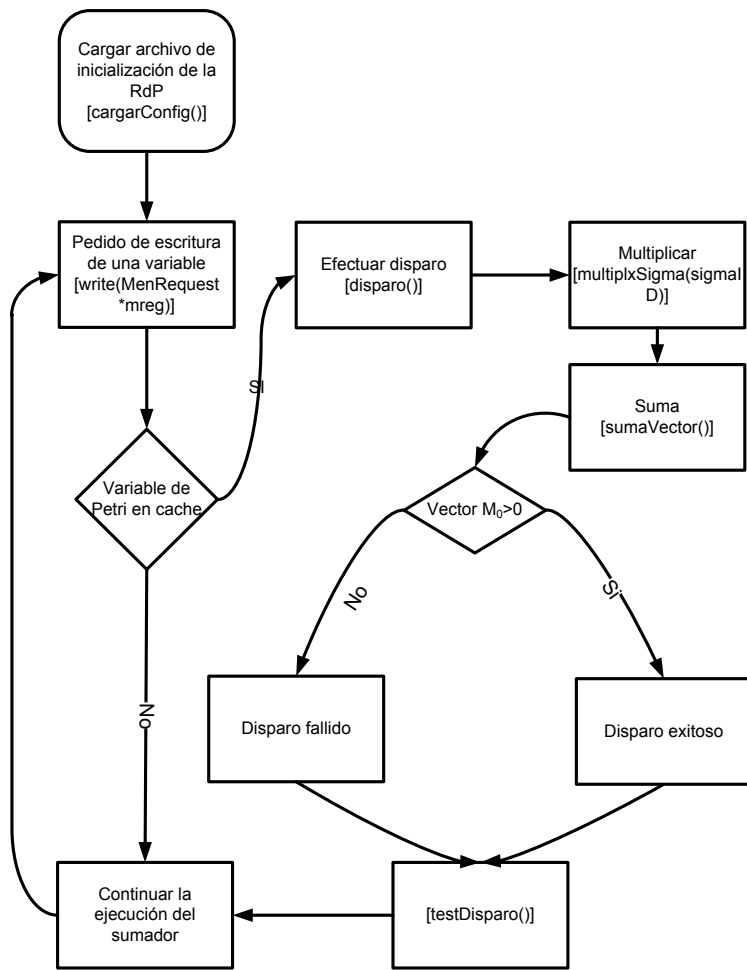 Cargar archivo de
inicialización de la
RdP
[cargarConfig()]
Pedido de escritura
de una variable
[write(MenRequest
*mreg)]
Efectuar disparo
[disparo()]
Multiplicar
[multiplxSigma(sigmaI
D)]
SI
Suma
[sumaVector()]
Variable de
Petri en cache
Vector M₀>0
No
Si
No
Disparo fallido
Disparo exitoso
Continuar la
ejecución del
sumador
[testDisparo()]